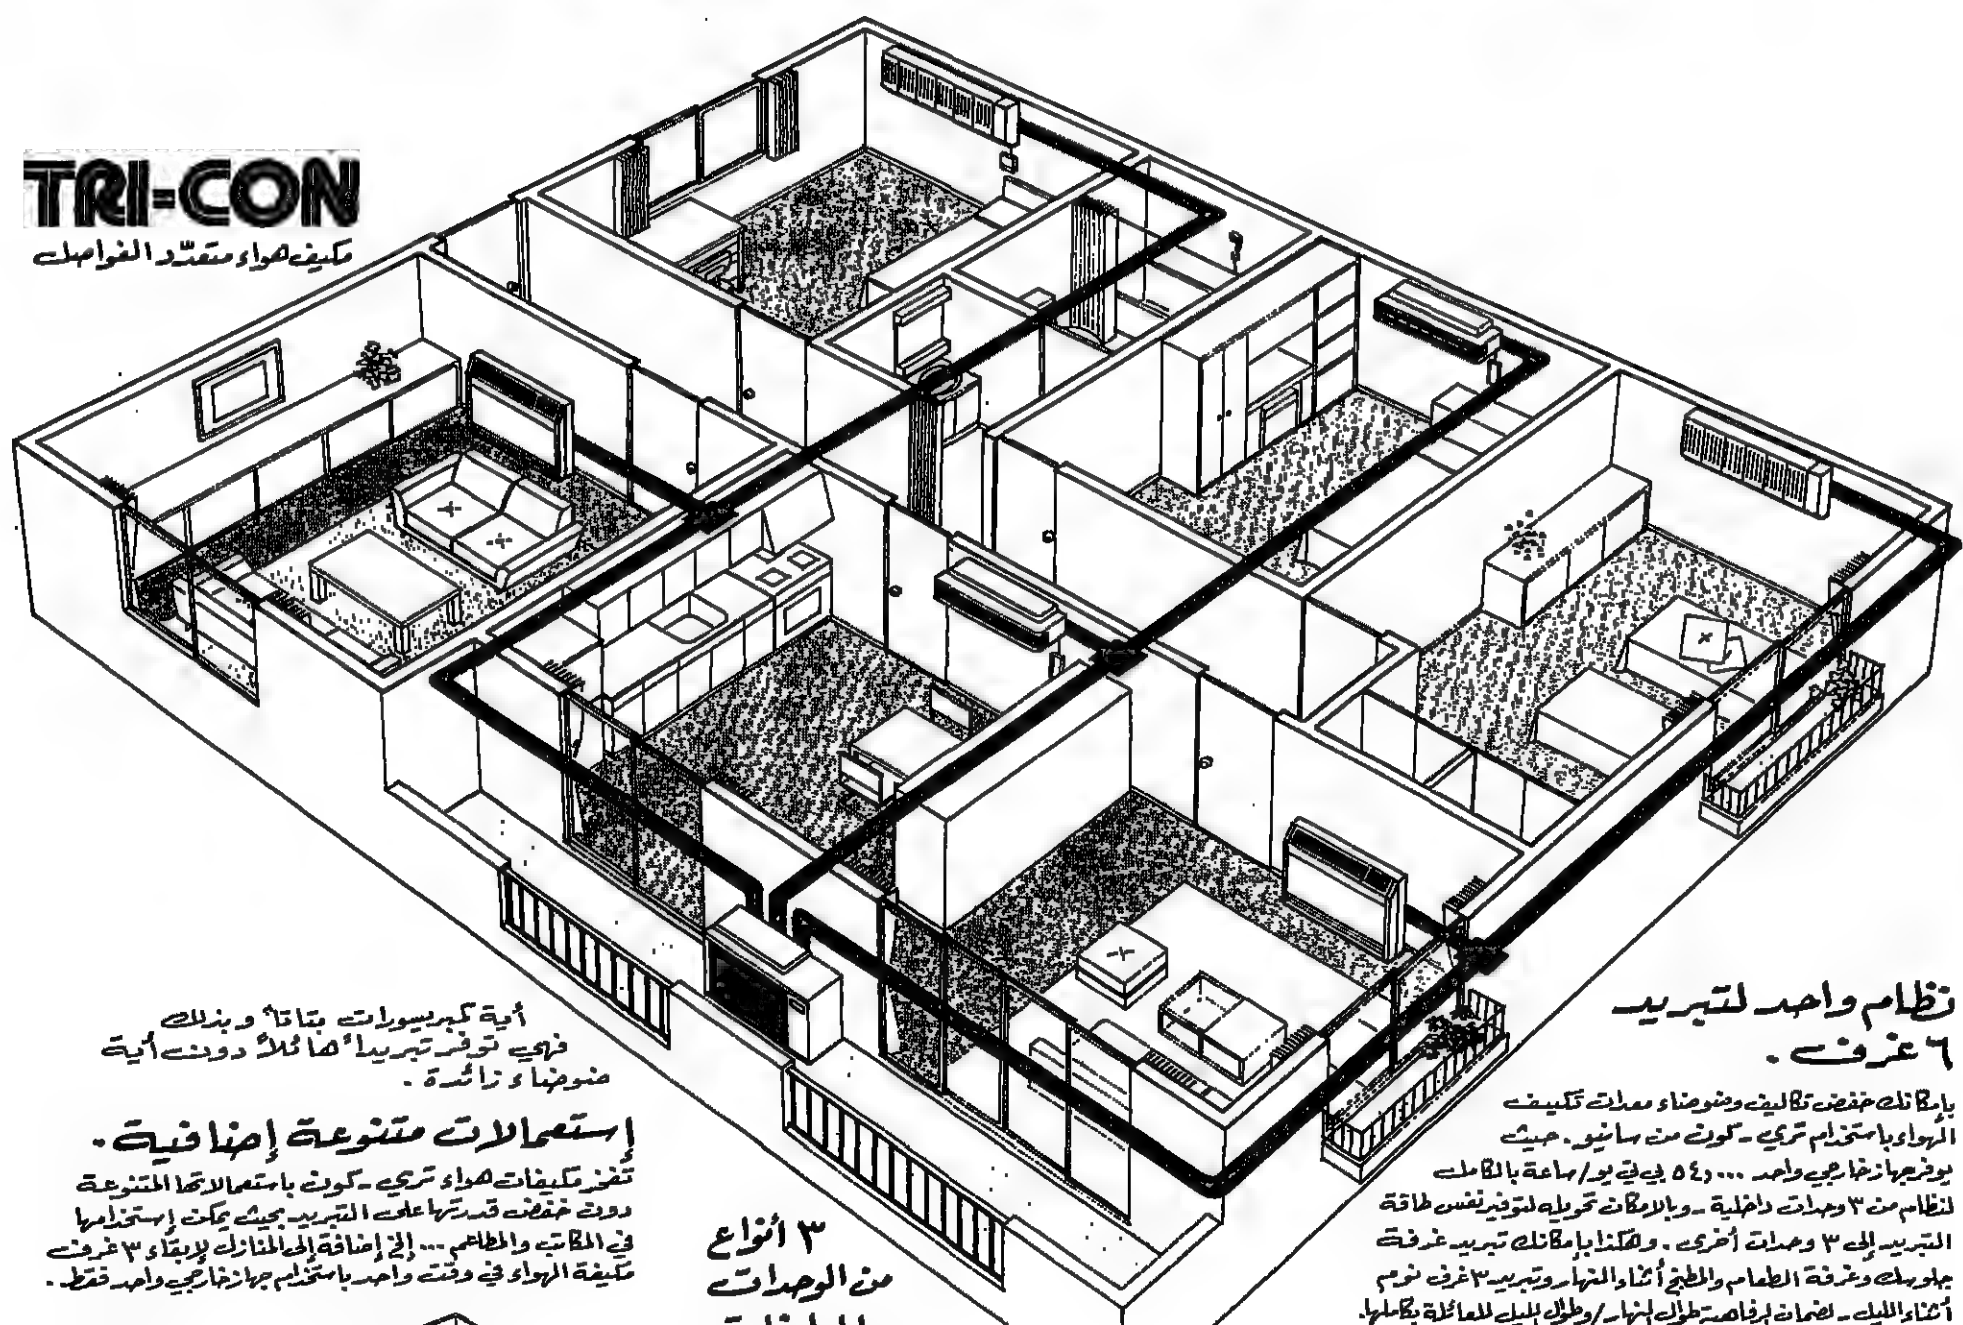 TRI-CON
مكيف هواء متعدّد الفواصل
نظام واحد لتبريد
٦ غرف.
بإمكانك خفض تكاليف وضوضاء معدات تكييف
الهواء باستخدام تري - كون من سانيو. حيث
يوفر جهاز خارجي واحد ٥٤٠٠٠ بي تي يو/ساعة بالكامل
لنظام من ٣ وحدات داخلية - وبالامكان تحويله لتوفير نفس طاقة
التبريد إلى ٣ وحدات أخرى. وهكذا بإمكانك تبريد غرفة
جلوسك وغرفة الطعام والمطبخ أثناء النهار وتبريد ٣ غرف نوم
أثناء الليل - لضمان الرفاهية طوال النهار/وطوال الليل للعائلة بكاملها.
أية كمبريسورات بتاتاً وبذلك
فهي توفر تبريداً هائلاً دون أية
ضوضاء زائدة.
إستعمالات متنوعة إضافية.
تفخر مكيفات هواء تري - كون باستعمالاتها المتنوعة
دون خفض قدرتها على التبريد بحيث يمكن إستخدامها
في المكاتب والمطاعم ... إلخ إضافة إلى المنازل لإبقاء ٣ غرف
مكيفة الهواء في وقت واحد باستخدام جهاز خارجي واحد فقط.
٣ أنواع
من الوحدات